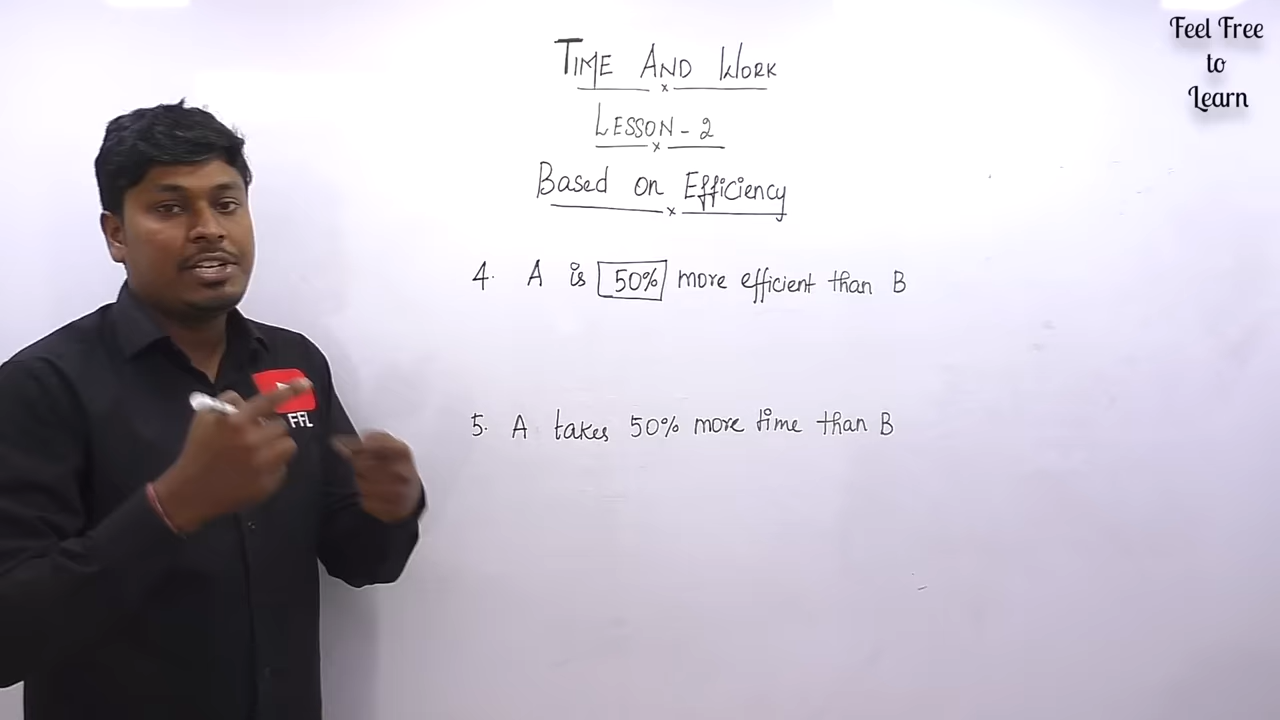 Feel Free
to
Learn
TIME AND WORK
LESSON - 2
Based on Efficiency
4. A is 50% more efficient than B
5. A takes 50% more time than B
FFL